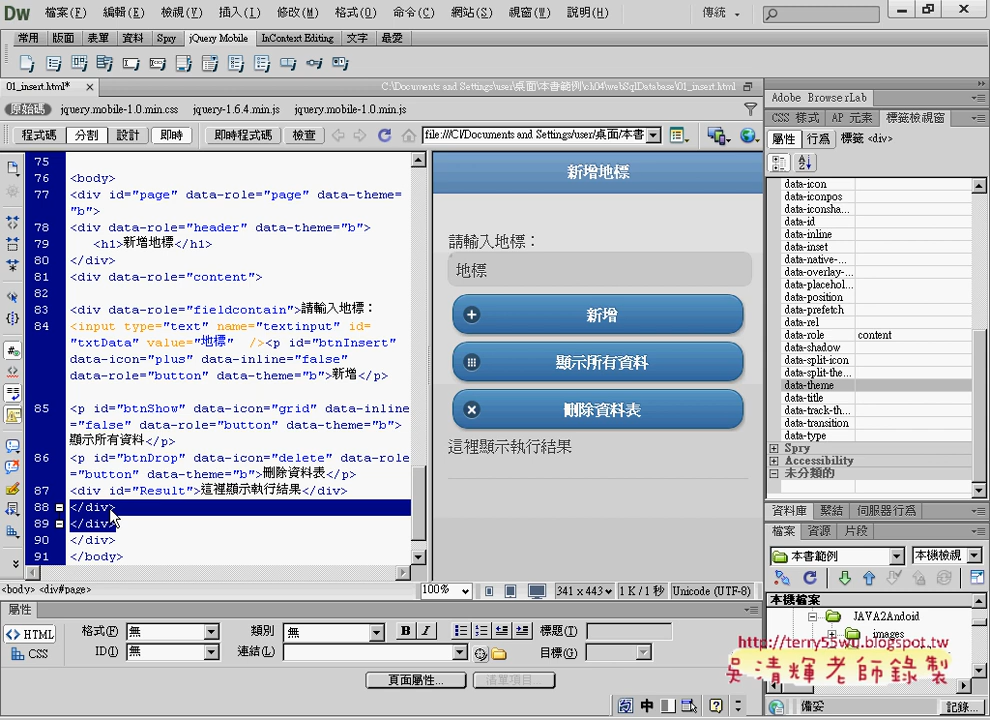 Dw 檔案(F) 編輯(E) 檢視(V) 插入(I) 修改(M) 格式(O) 命令(C) 網站(S) 視窗(W) 說明(H) 傳統
常用 版面 表單 資料 Spry jQuery Mobile InContext Editing 文字 最愛
01_insert.html* C:\Documents and Settings\user\桌面\本書範例\ch04\webSqlDatabase\01_insert.html
原始碼 jquery.mobile-1.0.min.css jquery-1.6.4.min.js jquery.mobile-1.0.min.js
程式碼 分割 設計 即時 即時程式碼 檢查 file:///C|/Documents and Settings/user/桌面/本書
75
76 <body>
77 <div id="page" data-role="page" data-theme=
"b">
78 <div data-role="header" data-theme="b">
79 <h1>新增地標</h1>
80 </div>
81 <div data-role="content">
82
83 <div data-role="fieldcontain">請輸入地標：
84 <input type="text" name="textinput" id=
"txtData" value="地標" /><p id="btnInsert"
data-icon="plus" data-inline="false"
data-role="button" data-theme="b">新增</p>
85 <p id="btnShow" data-icon="grid" data-inline
="false" data-role="button" data-theme="b">
顯示所有資料</p>
86 <p id="btnDrop" data-icon="delete" data-role=
"button" data-theme="b">刪除資料表</p>
87 <div id="Result">這裡顯示執行結果</div>
88 </div>
89 </div>
90 </div>
91 </body>
新增地標
請輸入地標：
地標
新增
顯示所有資料
刪除資料表
這裡顯示執行結果
<body> <div#page> 100% 341 x 443 1 K / 1 秒 Unicode (UTF-8)
Adobe BrowserLab
CSS 樣式 AP 元素 標籤檢視窗
屬性 行為 標籤 <div>
data-icon
data-iconpos
data-iconsha...
data-id
data-inline
data-inset
data-native-...
data-overlay-...
data-placehol...
data-position
data-prefetch
data-rel
data-role content
data-shadow
data-split-icon
data-split-the...
data-theme
data-title
data-track-th...
data-transition
data-type
Spry
Accessibility
未分類的
資料庫 繫結 伺服器行為
檔案 資源 片段
本書範例 本機檢視
本機檔案
JAVA2Andoid
images
備妥 記錄...
屬性
HTML 格式(F) 無 類別 無 B I 標題(T)
CSS ID(I) 無 連結(L) 目標(G)
頁面屬性... 清單項目...
中
http://terry55wu.blogspot.tw
吳清輝老師錄製